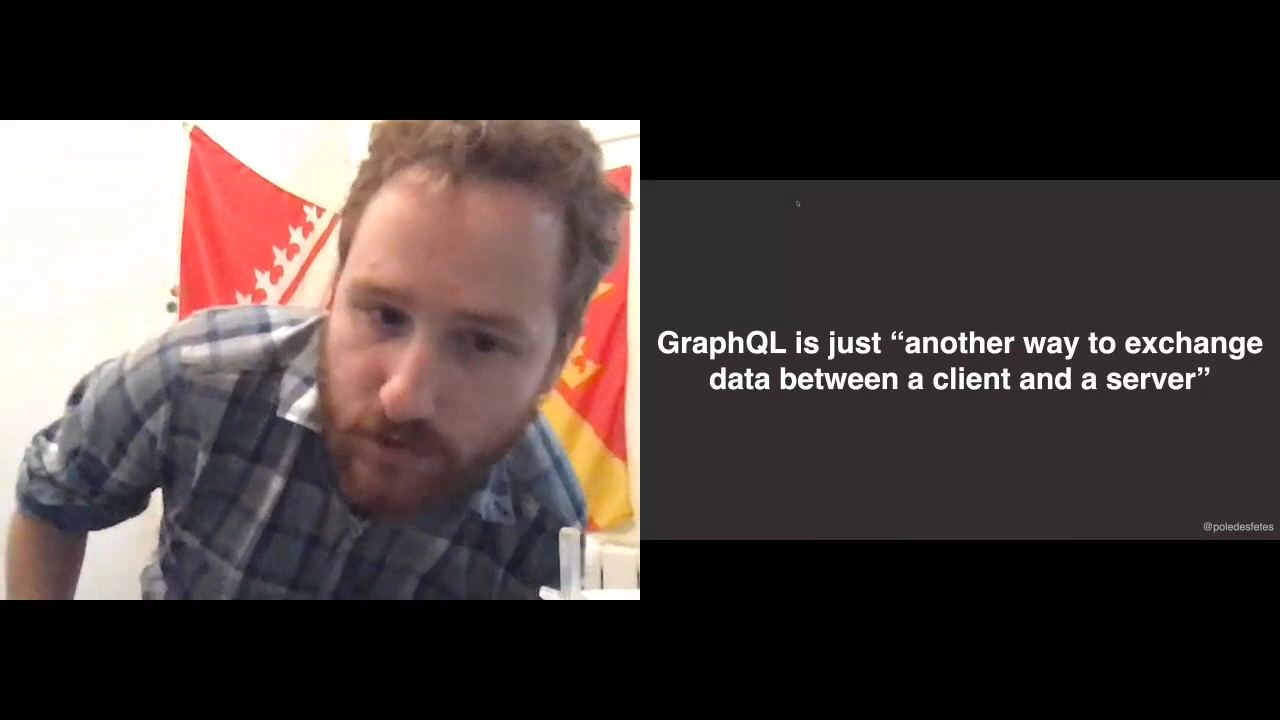 GraphQL is just “another way to exchange
data between a client and a server”
@poledesfetes